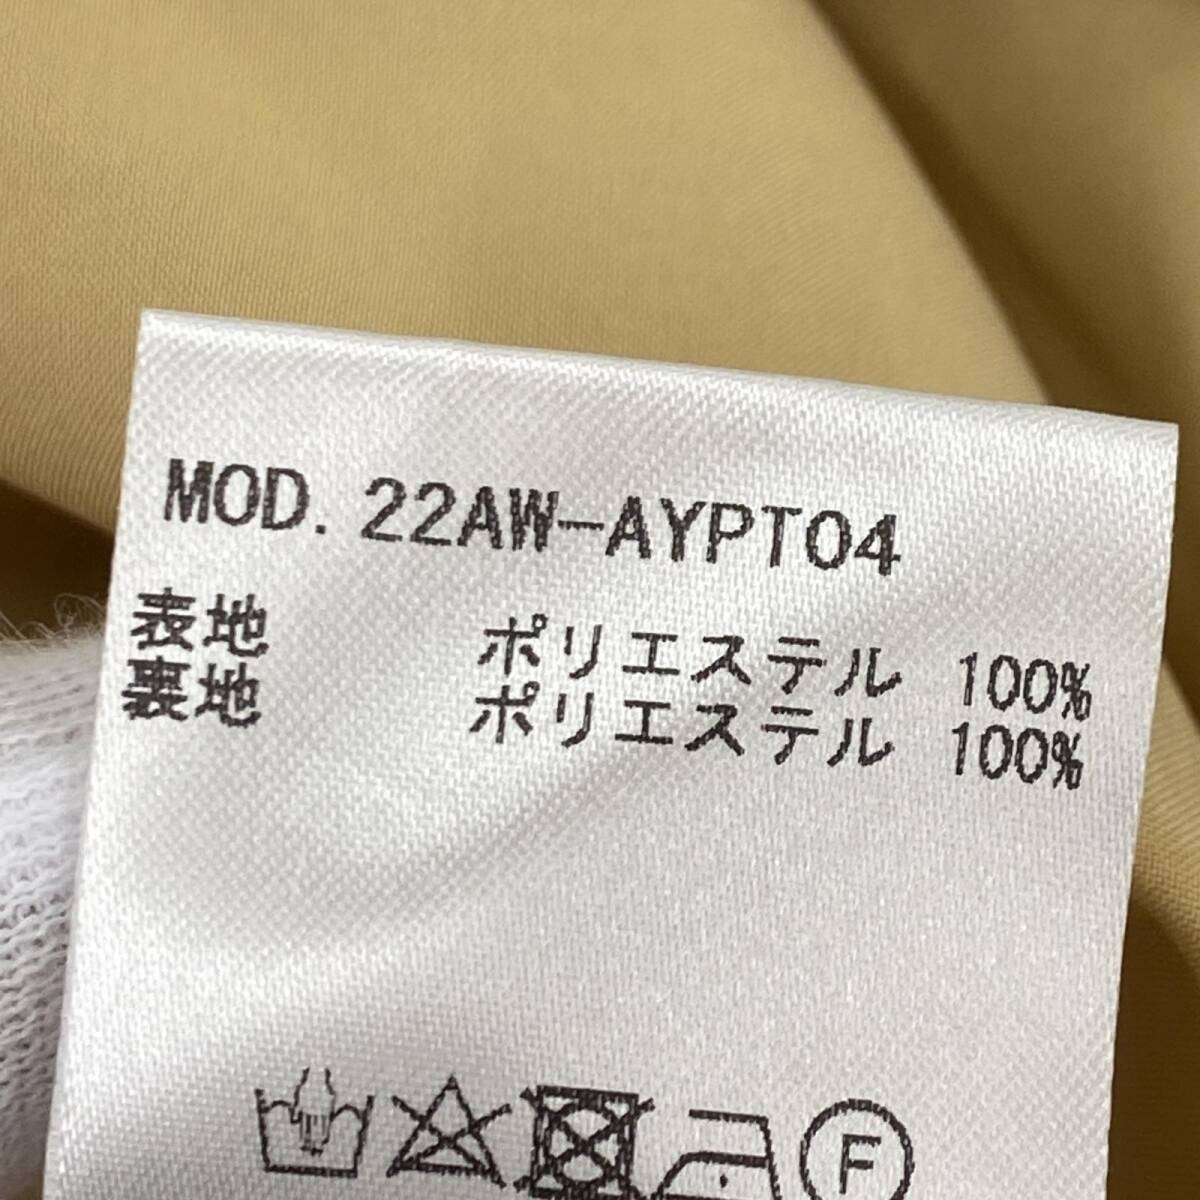 MOD. 22AW-AYPT04
表地 ポリエステル 100%
裏地 ポリエステル 100%
F